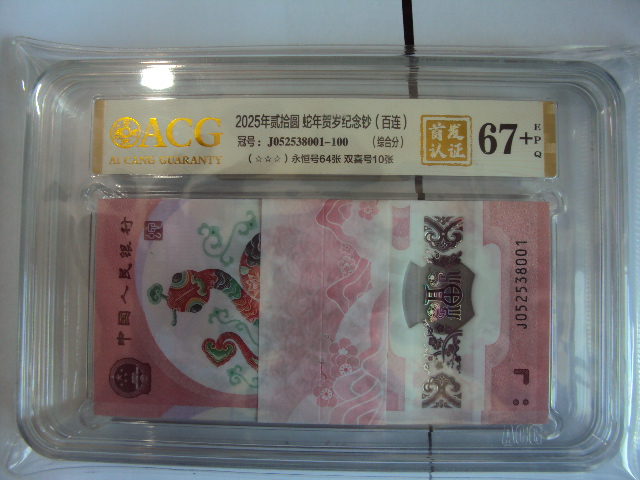 ACG
AI CANG GUARANTY
2025年贰拾圆 蛇年贺岁纪念钞(百连)
冠号: J052538001-100 (综合分)
(☆☆☆)永恒号64张 双喜号10张
首发
认证
67+
EPQ
中国人民银行
J052538001
ACG